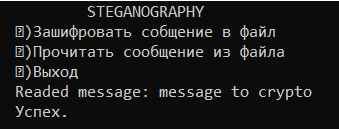 STEGANOGRAPHY
)Зашифровать собщение в файл
)Прочитать сообщение из файла
)Выход
Readed message: message to crypto
Успех.